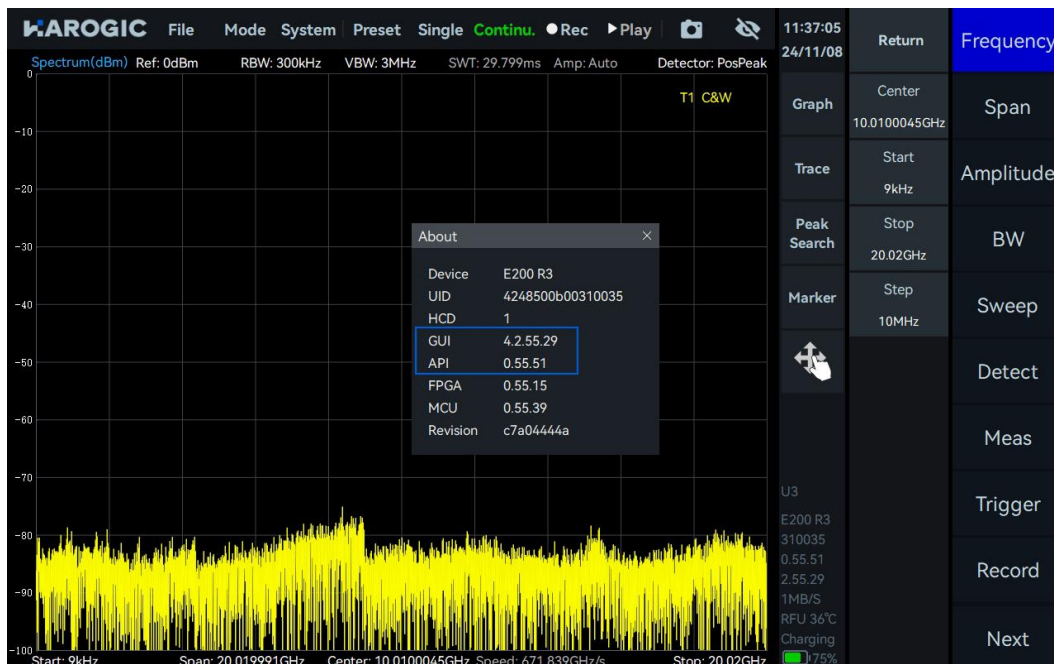 HAROGIC File Mode System Preset Single Continu. Rec Play
11:37:05
24/11/08
Spectrum(dBm) Ref: 0dBm RBW: 300kHz VBW: 3MHz SWT: 29.799ms Amp: Auto Detector: PosPeak
T1 C&W
0
-10
-20
-30
-40
-50
-60
-70
-80
-90
-100
About ×
Device E200 R3
UID 4248500b00310035
HCD 1
GUI 4.2.55.29
API 0.55.51
FPGA 0.55.15
MCU 0.55.39
Revision c7a04444a
Start: 9kHz Span: 20.019991GHz Center: 10.0100045GHz Speed: 671.839GHz/s Stop: 20.02GHz
Graph
Trace
Peak
Search
Marker
U3
E200 R3
310035
0.55.51
2.55.29
1MB/S
RFU 36℃
Charging
75%
Return
Center
10.0100045GHz
Start
9kHz
Stop
20.02GHz
Step
10MHz
Frequency
Span
Amplitude
BW
Sweep
Detect
Meas
Trigger
Record
Next